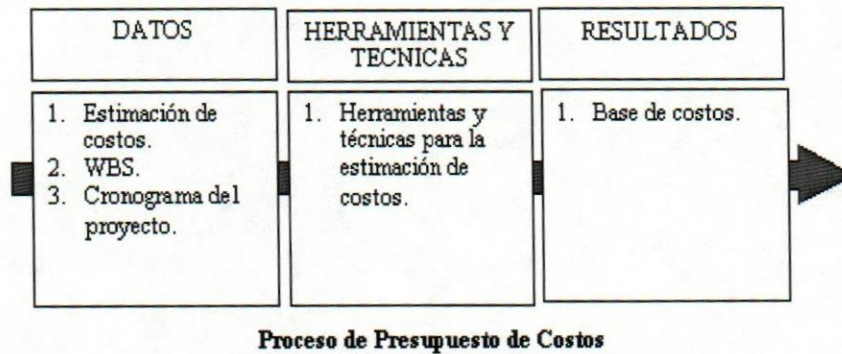 DATOS
HERRAMIENTAS Y
TECNICAS
RESULTADOS
1. Estimación de
costos.
2. WBS.
3. Cronograma del
proyecto.
1. Herramientas y
técnicas para la
estimación de
costos.
1. Base de costos.
Proceso de Presupuesto de Costos